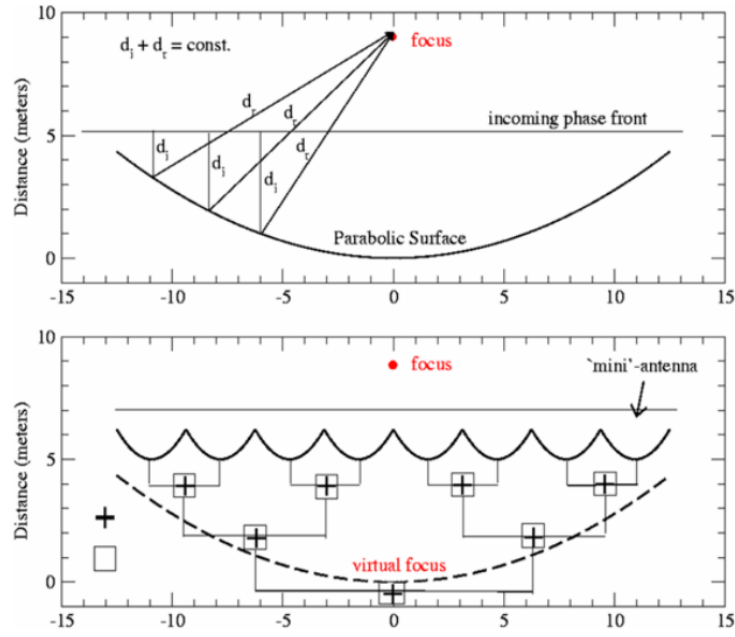 10
5
0
Distance (meters)
d_i + d_r = const.
focus
incoming phase front
d_r
d_r
d_r
d_i
d_i
d_i
Parabolic Surface
-15 -10 -5 0 5 10 15
10
5
0
Distance (meters)
focus
`mini'-antenna
virtual focus
-15 -10 -5 0 5 10 15